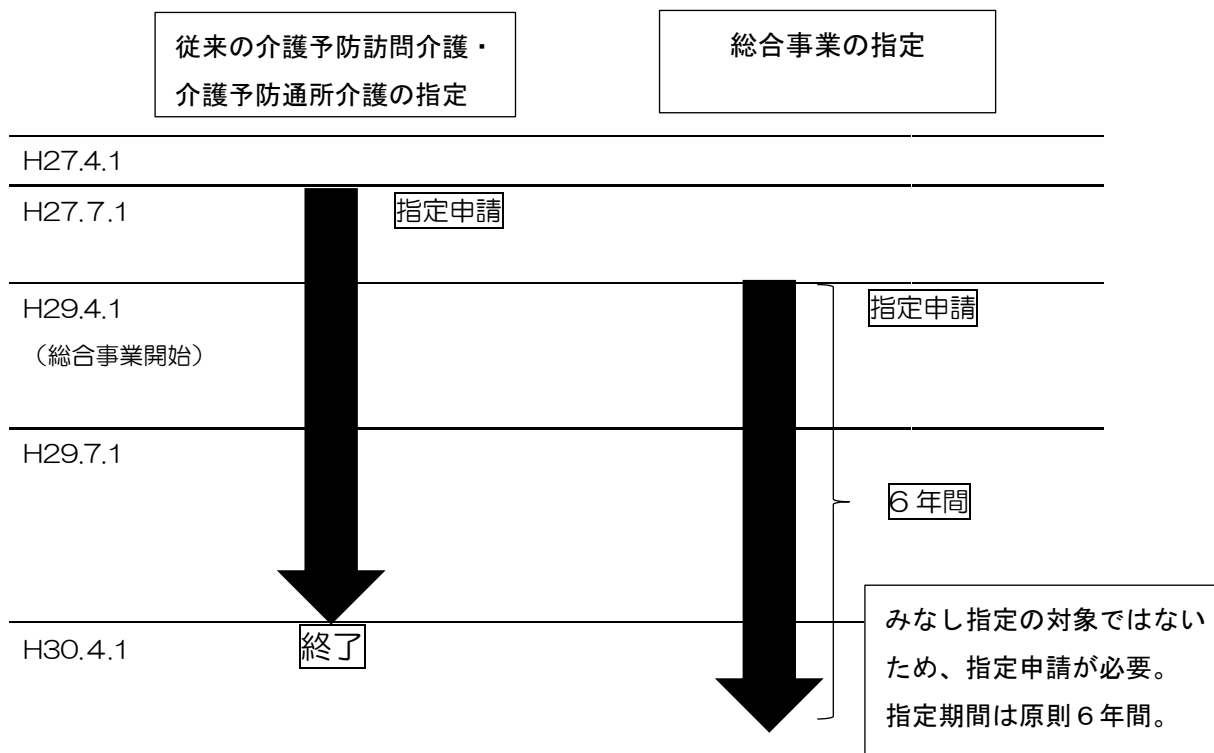 従来の介護予防訪問介護・
介護予防通所介護の指定
総合事業の指定
H27.4.1
H27.7.1
指定申請
H29.4.1
指定申請
（総合事業開始）
H29.7.1
6 年間
みなし指定の対象ではない
ため、指定申請が必要。
指定期間は原則６年間。
H30.4.1
終了